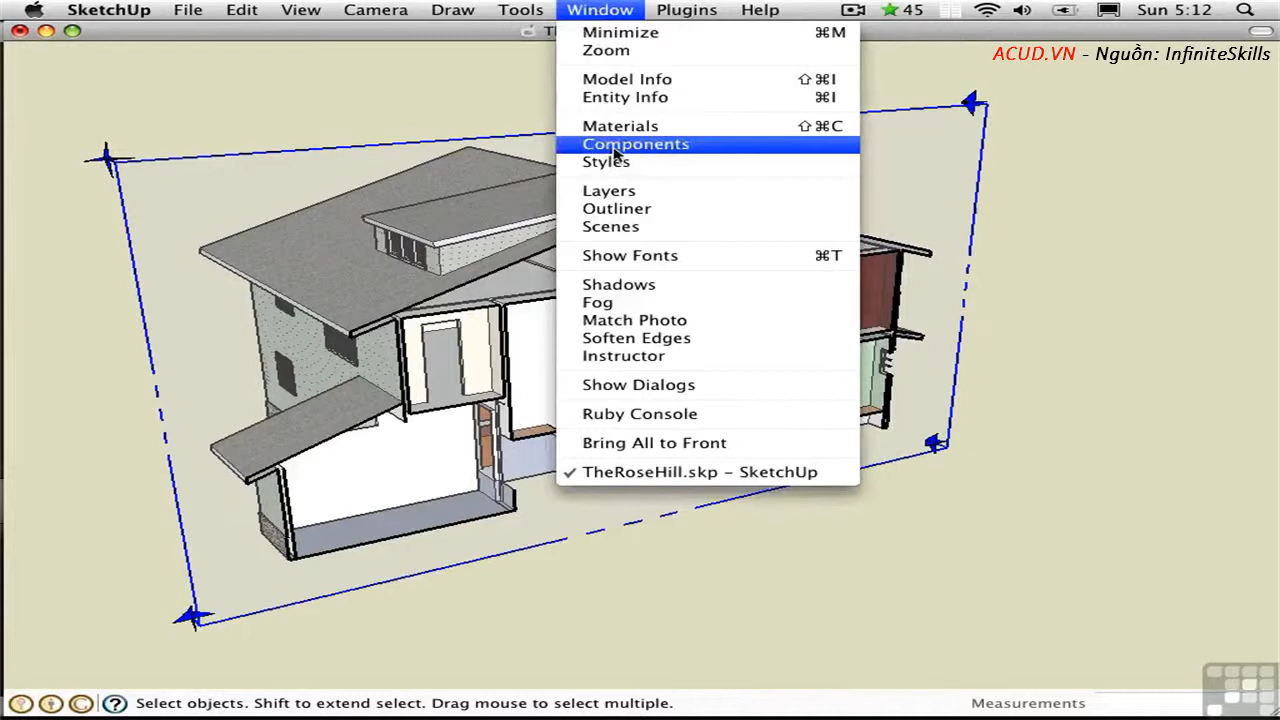 SketchUp File Edit View Camera Draw Tools Window Plugins Help 45 Sun 5:12
ACUD.VN - Nguồn: InfiniteSkills
Minimize ⌘M
Zoom
Model Info ⇧⌘I
Entity Info ⌘I
Materials ⇧⌘C
Components
Styles
Layers
Outliner
Scenes
Show Fonts ⌘T
Shadows
Fog
Match Photo
Soften Edges
Instructor
Show Dialogs
Ruby Console
Bring All to Front
✓ TheRoseHill.skp – SketchUp
Select objects. Shift to extend select. Drag mouse to select multiple. Measurements